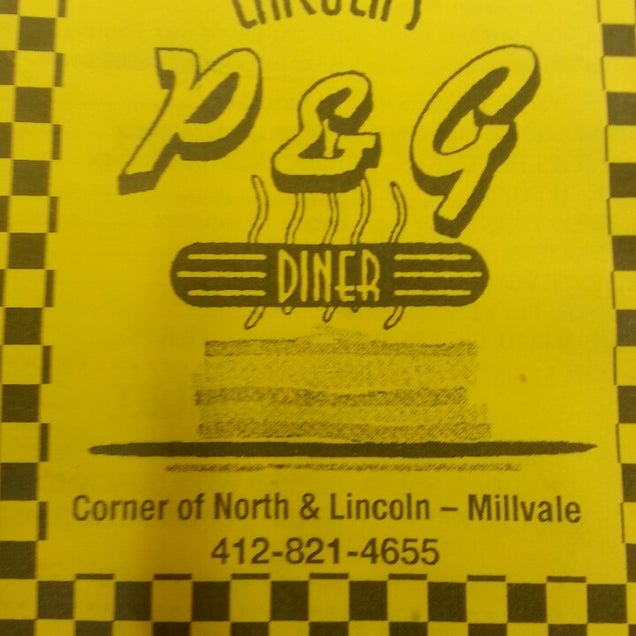 P & G
DINER
Corner of North & Lincoln – Millvale
412-821-4655